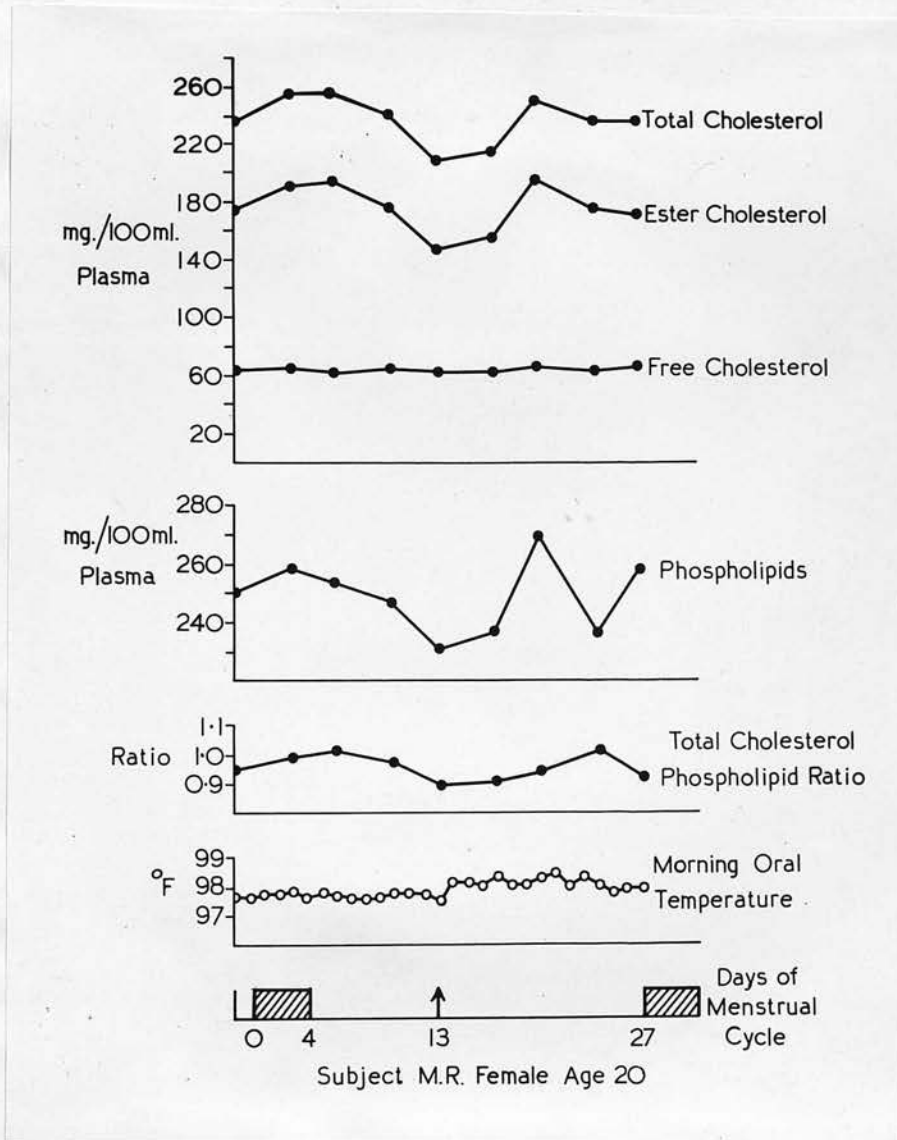 260
220
180
140
100
60
20
mg./100ml.
Plasma
Total Cholesterol
Ester Cholesterol
Free Cholesterol
280
260
240
mg./100ml.
Plasma
Phospholipids
1·1
1·0
0·9
Ratio
Total Cholesterol
Phospholipid Ratio
99
98
97
°F
Morning Oral
Temperature
0 4 13 27
Days of
Menstrual
Cycle
Subject M.R. Female Age 20